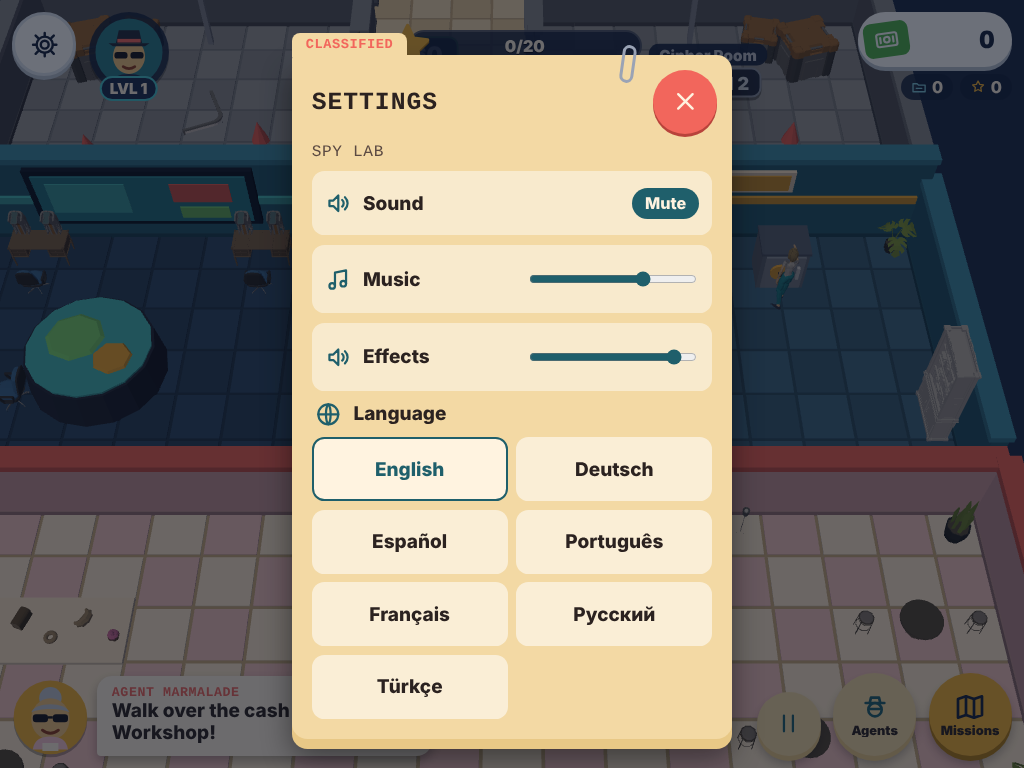 CLASSIFIED
0/20
LVL 1
0
0
0
SETTINGS
SPY LAB
Sound
Mute
Music
Effects
Language
English
Deutsch
Español
Português
Français
Русский
Türkçe
AGENT MARMALADE
Walk over the cash
Workshop!
Agents
Missions